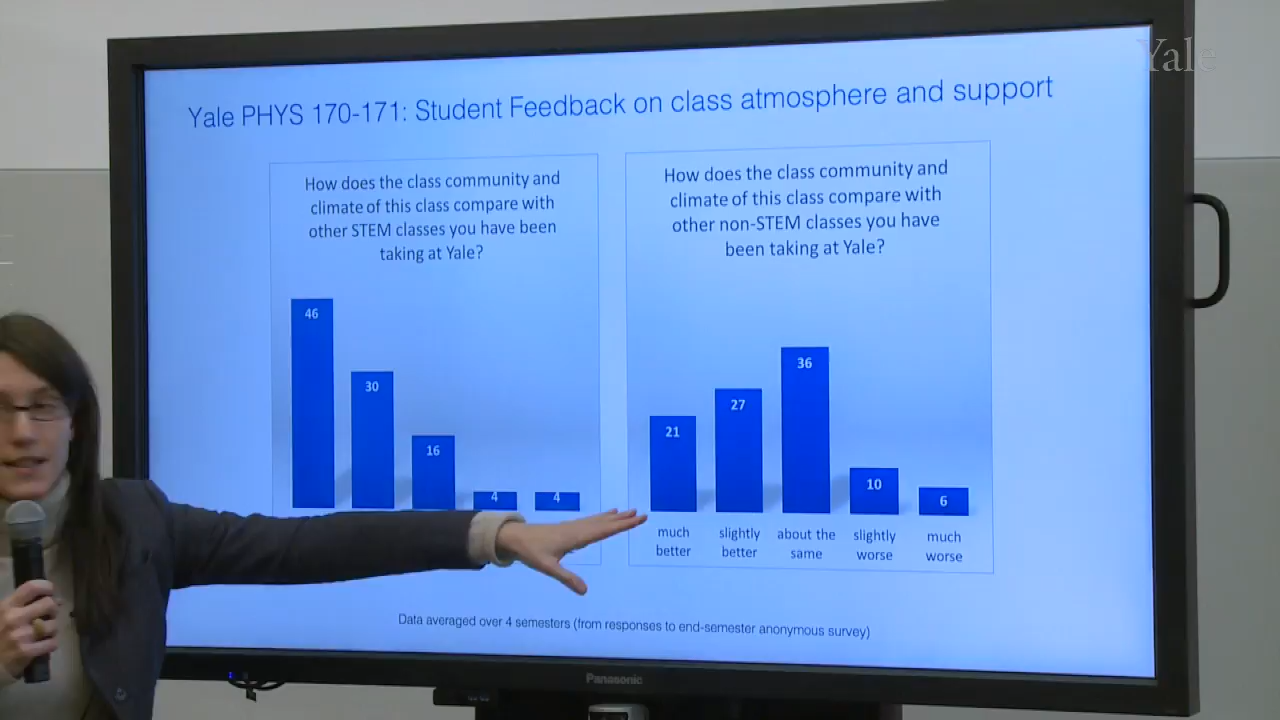 Yale
Yale PHYS 170-171: Student Feedback on class atmosphere and support
How does the class community and
climate of this class compare with
other STEM classes you have been
taking at Yale?
46
30
16
4
4
How does the class community and
climate of this class compare with
other non-STEM classes you have
been taking at Yale?
21
27
36
10
6
much
better
slightly
better
about the
same
slightly
worse
much
worse
Data averaged over 4 semesters (from responses to end-semester anonymous survey)
Panasonic